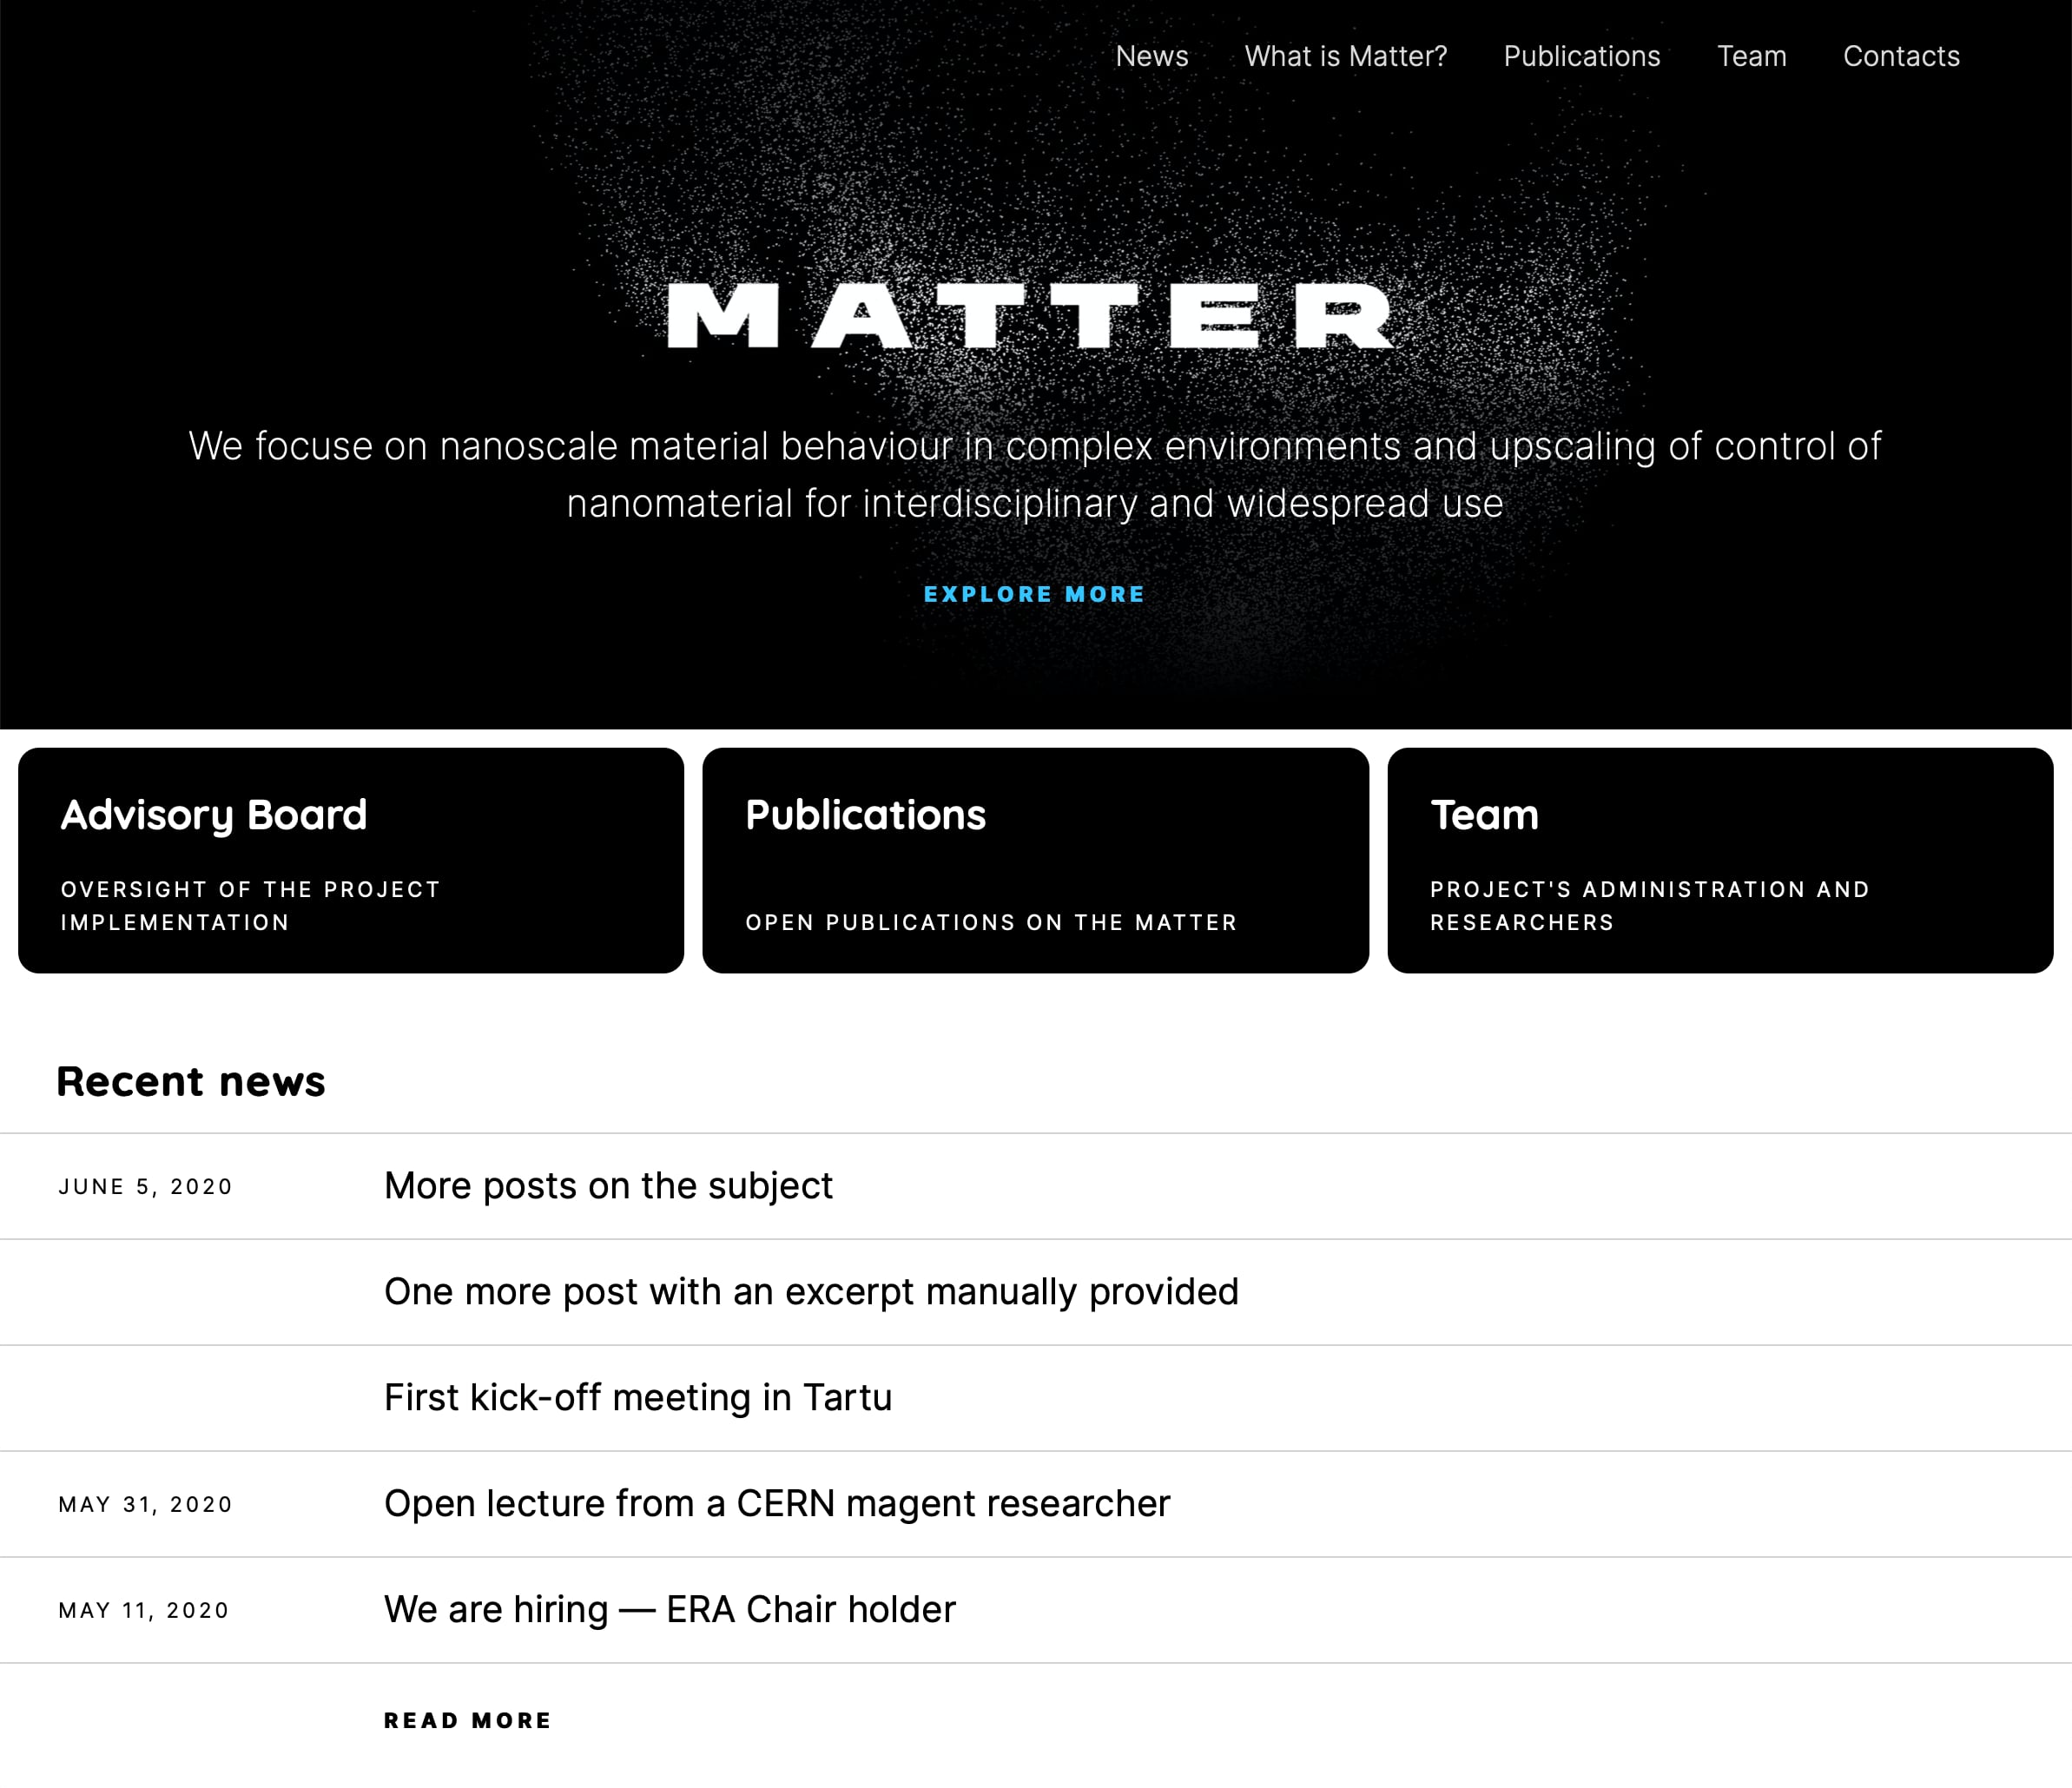 News What is Matter? Publications Team Contacts
MATTER
We focuse on nanoscale material behaviour in complex environments and upscaling of control of
nanomaterial for interdisciplinary and widespread use
EXPLORE MORE
Advisory Board
OVERSIGHT OF THE PROJECT
IMPLEMENTATION
Publications
OPEN PUBLICATIONS ON THE MATTER
Team
PROJECT'S ADMINISTRATION AND
RESEARCHERS
Recent news
JUNE 5, 2020 More posts on the subject
One more post with an excerpt manually provided
First kick-off meeting in Tartu
MAY 31, 2020 Open lecture from a CERN magent researcher
MAY 11, 2020 We are hiring — ERA Chair holder
READ MORE